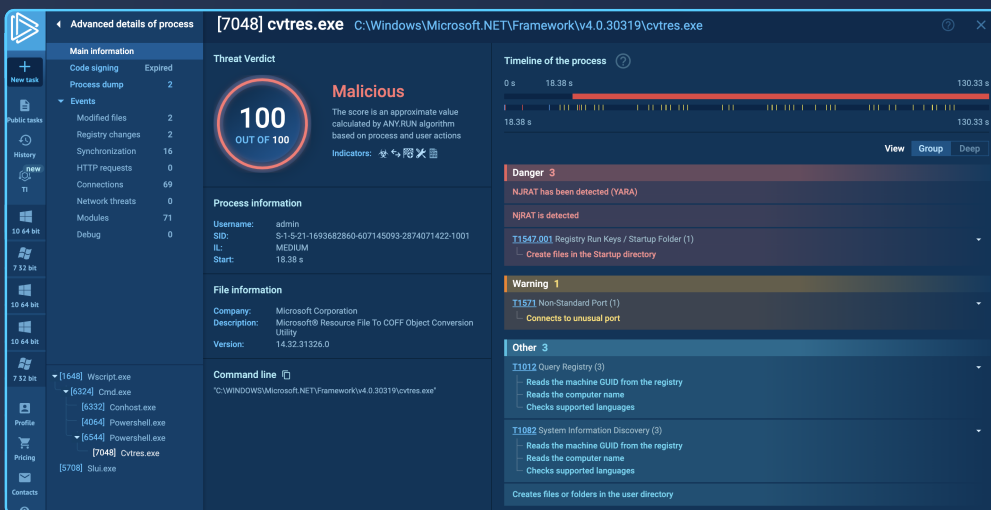 Advanced details of process
[7048] cvtres.exe C:\Windows\Microsoft.NET\Framework\v4.0.30319\cvtres.exe
New task
Public tasks
History
new
TI
10 64 bit
7 32 bit
10 64 bit
10 64 bit
7 32 bit
Profile
Pricing
Contacts
Main information
Code signing Expired
Process dump 2
Events
Modified files 2
Registry changes 2
Synchronization 16
HTTP requests 0
Connections 69
Network threats 0
Modules 71
Debug 0
[1648] Wscript.exe
[6324] Cmd.exe
[6332] Conhost.exe
[4064] Powershell.exe
[6544] Powershell.exe
[7048] Cvtres.exe
[5708] Slui.exe
Threat Verdict
100
OUT OF 100
Malicious
The score is an approximate value
calculated by ANY.RUN algorithm
based on process and user actions
Indicators:
Process information
Username: admin
SID: S-1-5-21-1693682860-607145093-2874071422-1001
IL: MEDIUM
Start: 18.38 s
File information
Company: Microsoft Corporation
Description: Microsoft® Resource File To COFF Object Conversion
Utility
Version: 14.32.31326.0
Command line
"C:\WINDOWS\Microsoft.NET\Framework\v4.0.30319\cvtres.exe"
Timeline of the process ?
0 s 18.38 s 130.33 s
18.38 s 130.33 s
View Group Deep
Danger 3
NJRAT has been detected (YARA)
NjRAT is detected
T1547.001 Registry Run Keys / Startup Folder (1)
Create files in the Startup directory
Warning 1
T1571 Non-Standard Port (1)
Connects to unusual port
Other 3
T1012 Query Registry (3)
Reads the machine GUID from the registry
Reads the computer name
Checks supported languages
T1082 System Information Discovery (3)
Reads the machine GUID from the registry
Reads the computer name
Checks supported languages
Creates files or folders in the user directory